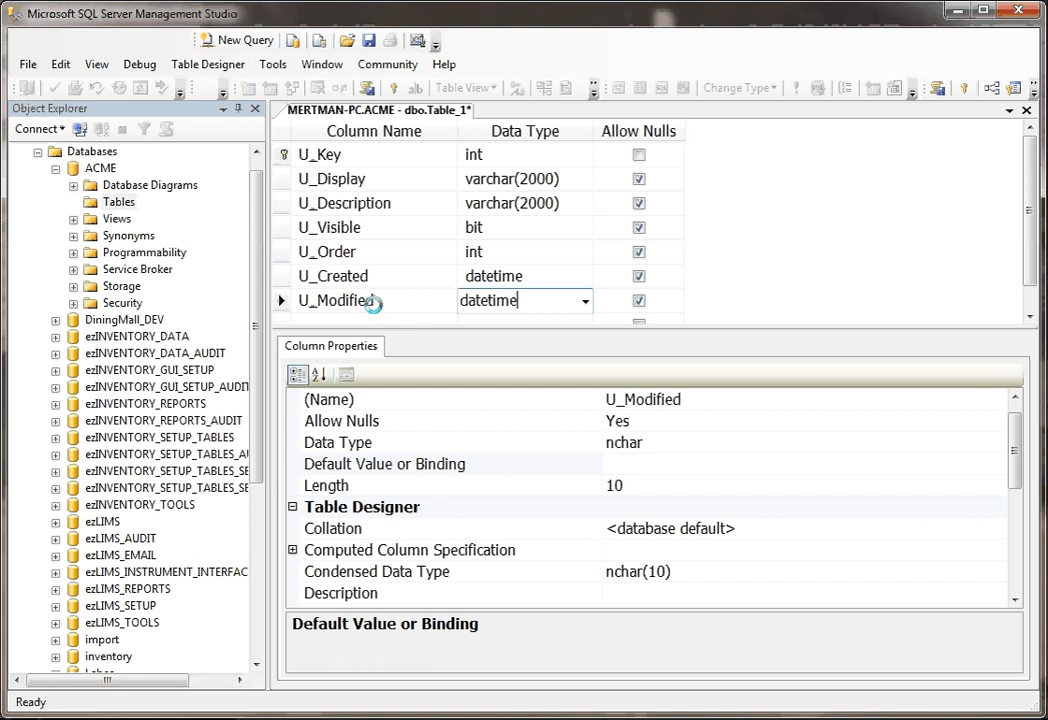 Microsoft SQL Server Management Studio
New Query
File Edit View Debug Table Designer Tools Window Community Help
Table View Change Type
Object Explorer
MERTMAN-PC.ACME - dbo.Table_1*
Connect
Column Name Data Type Allow Nulls
Databases
ACME
Database Diagrams
Tables
Views
Synonyms
Programmability
Service Broker
Storage
Security
DiningMall_DEV
ezINVENTORY_DATA
ezINVENTORY_DATA_AUDIT
ezINVENTORY_GUI_SETUP
ezINVENTORY_GUI_SETUP_AUDIT
ezINVENTORY_REPORTS
ezINVENTORY_REPORTS_AUDIT
ezINVENTORY_SETUP_TABLES
ezINVENTORY_SETUP_TABLES_AU
ezINVENTORY_SETUP_TABLES_SE
ezINVENTORY_SETUP_TABLES_SE
ezINVENTORY_TOOLS
ezLIMS
ezLIMS_AUDIT
ezLIMS_EMAIL
ezLIMS_INSTRUMENT_INTERFAC
ezLIMS_REPORTS
ezLIMS_SETUP
ezLIMS_TOOLS
import
inventory
U_Key int
U_Display varchar(2000)
U_Description varchar(2000)
U_Visible bit
U_Order int
U_Created datetime
U_Modified datetime
Column Properties
(Name) U_Modified
Allow Nulls Yes
Data Type nchar
Default Value or Binding
Length 10
Table Designer
Collation <database default>
Computed Column Specification
Condensed Data Type nchar(10)
Description
Default Value or Binding
Ready